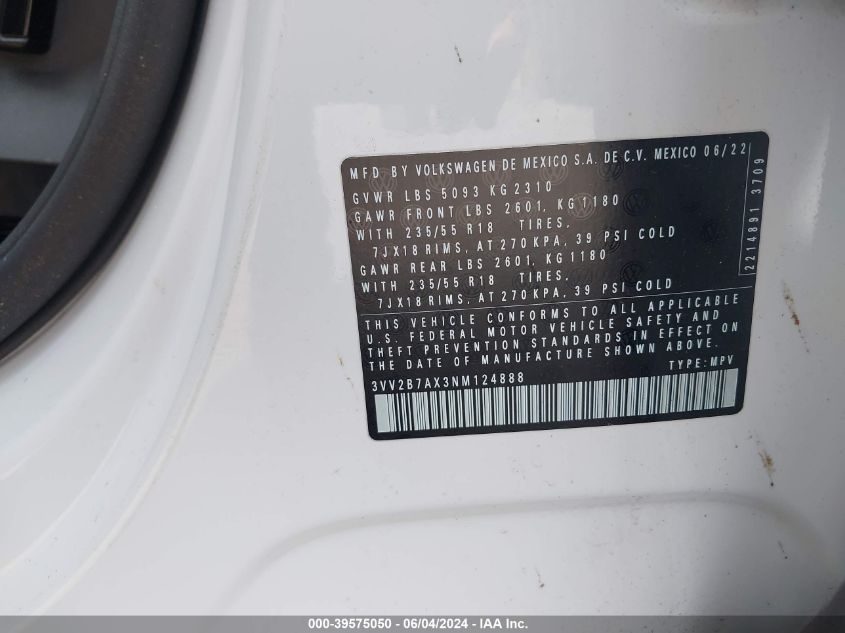 MFD BY VOLKSWAGEN DE MEXICO S.A. DE C.V. MEXICO 06/22
GVWR LBS 5093 KG 2310
GAWR FRONT LBS 2601, KG 1180
WITH 235/55 R18 TIRES,
7JX18 RIMS, AT 270 KPA, 39 PSI COLD
GAWR REAR LBS 2601, KG 1180
WITH 235/55 R18 TIRES,
7JX18 RIMS, AT 270 KPA, 39 PSI COLD
THIS VEHICLE CONFORMS TO ALL APPLICABLE
U.S. FEDERAL MOTOR VEHICLE SAFETY AND
THEFT PREVENTION STANDARDS IN EFFECT ON
THE DATE OF MANUFACTURE SHOWN ABOVE.
3VV2B7AX3NM124888 TYPE: MPV
2214891 3709
000-39575050 - 06/04/2024 - IAA Inc.